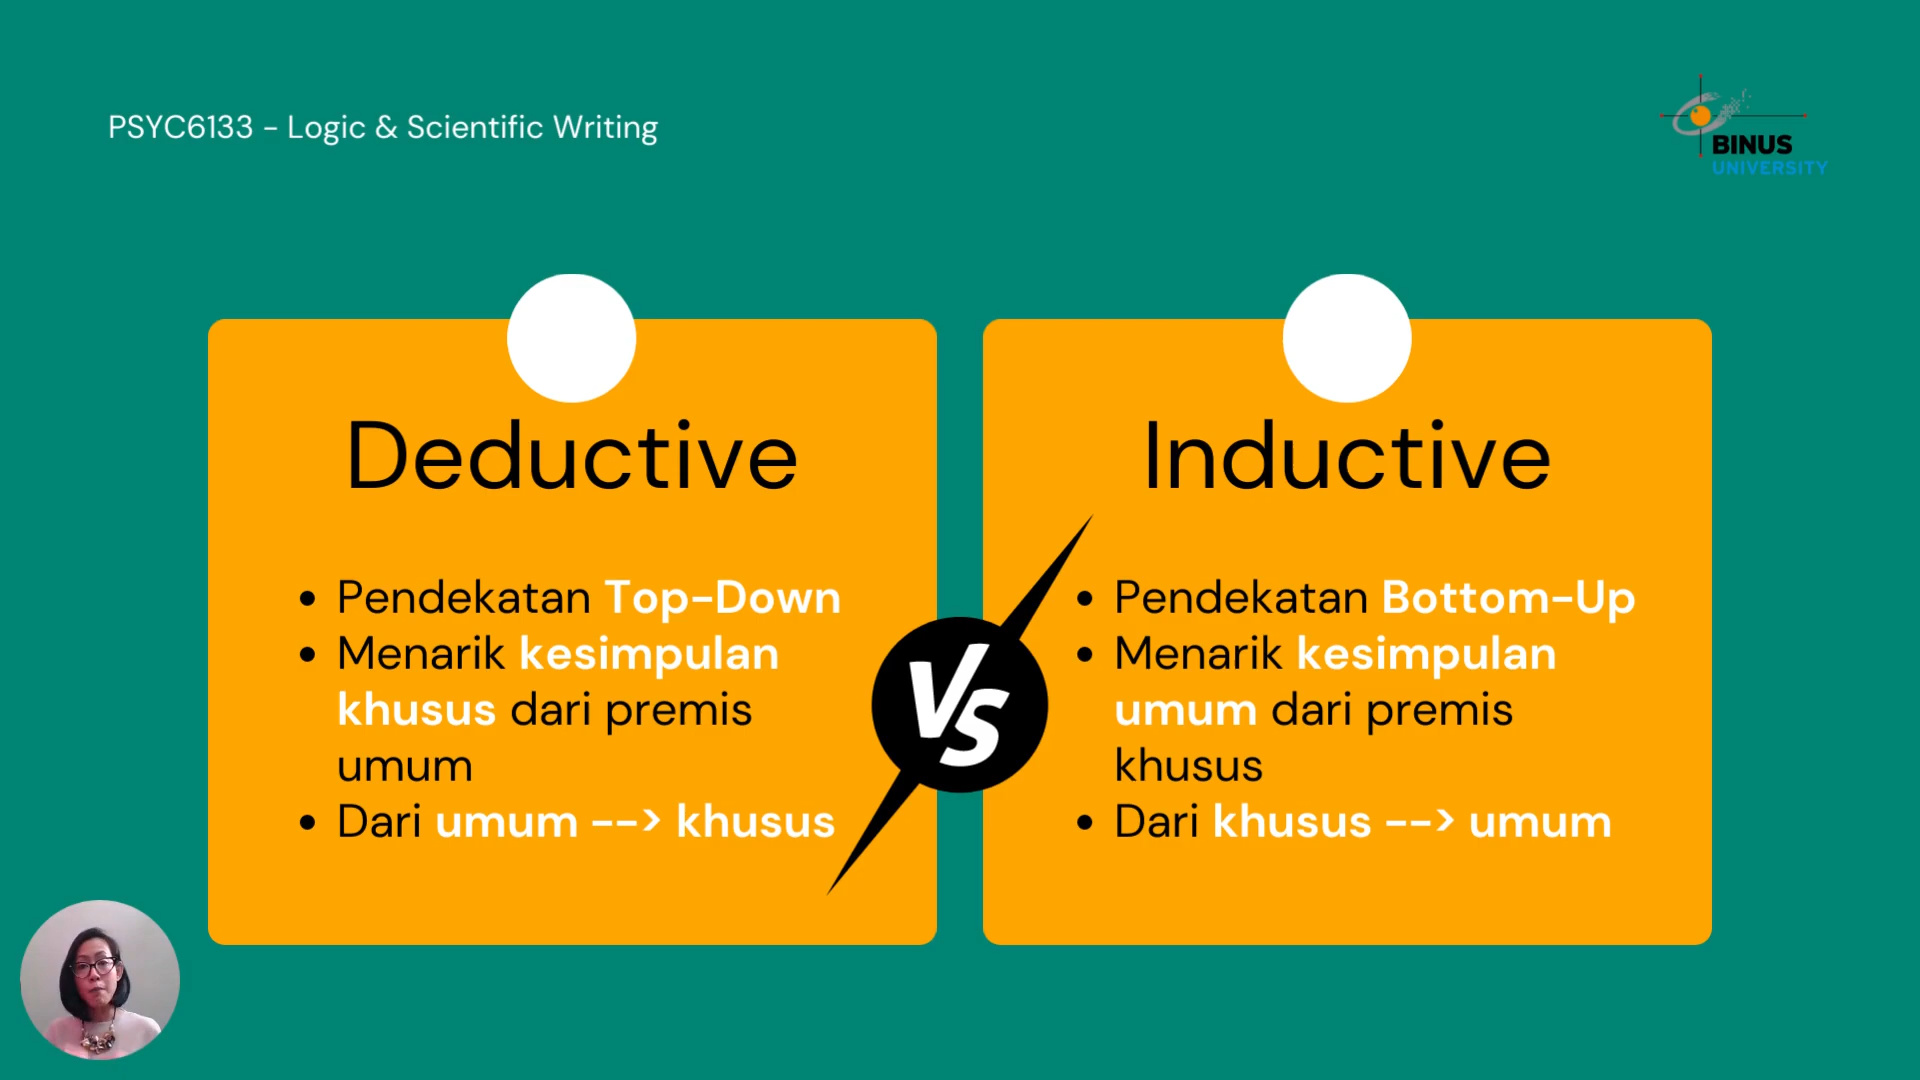 PSYC6133 - Logic & Scientific Writing
BINUS
UNIVERSITY
Deductive
• Pendekatan Top-Down
• Menarik kesimpulan
khusus dari premis
umum
• Dari umum --> khusus
VS
Inductive
• Pendekatan Bottom-Up
• Menarik kesimpulan
umum dari premis
khusus
• Dari khusus --> umum